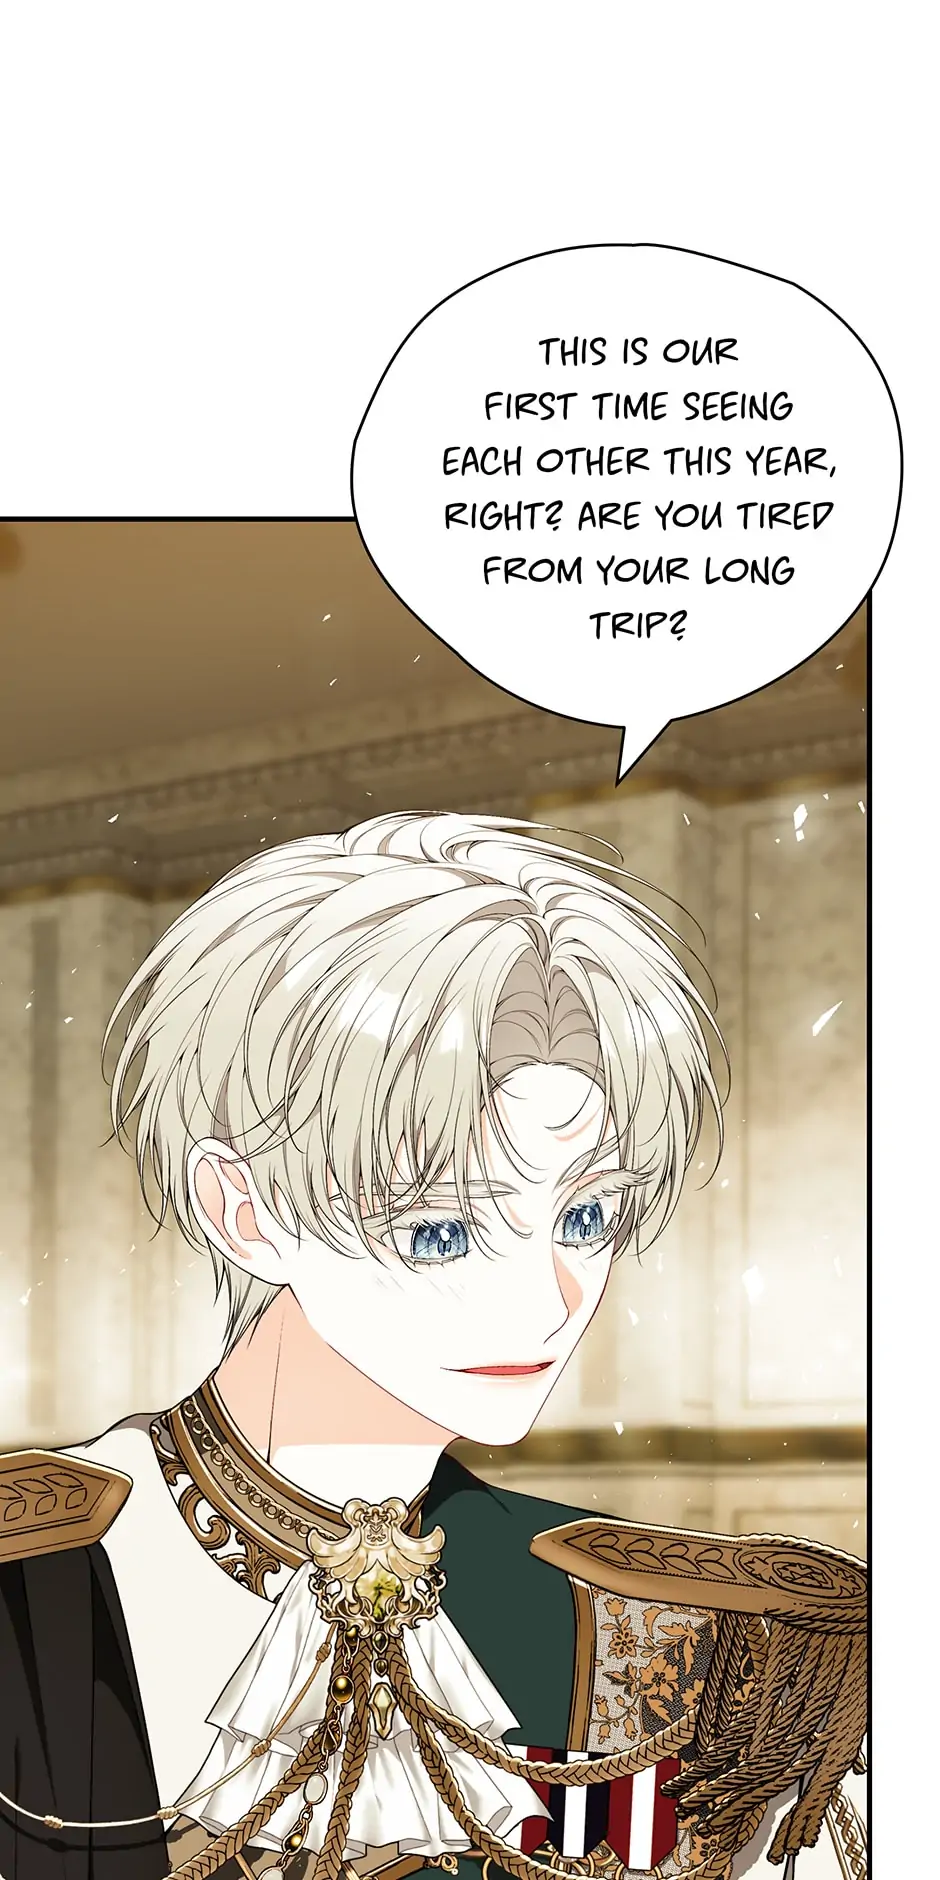 THIS IS OUR
FIRST TIME SEEING
EACH OTHER THIS YEAR,
RIGHT? ARE YOU TIRED
FROM YOUR LONG
TRIP?